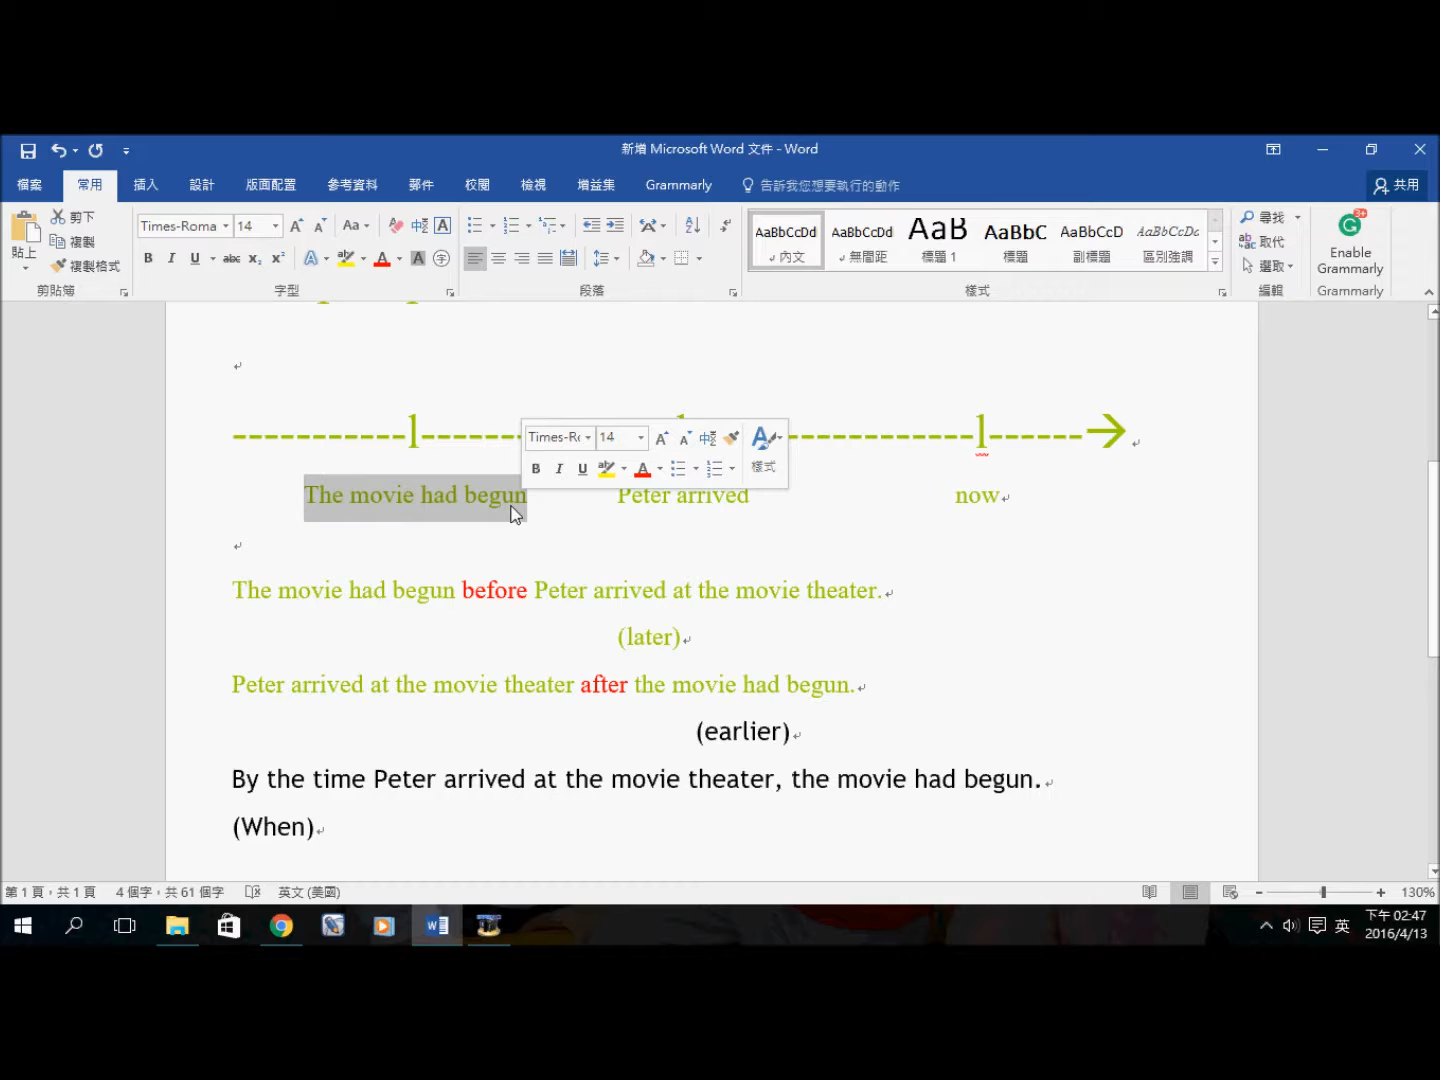 新增 Microsoft Word 文件 - Word
檔案 常用 插入 設計 版面配置 參考資料 郵件 校閱 檢視 增益集 Grammarly 告訴我您想要執行的動作 共用
貼上 剪下 複製 複製格式
Times-Roma 14
AaBbCcDd AaBbCcDd AaB AaBbC AaBbCcD AaBbCcDc
內文 無間距 標題 1 標題 副標題 區別強調
尋找 取代 選取
Enable Grammarly
剪貼簿 字型 段落 樣式 編輯 Grammarly
-----------1------ ------------1------→
Times-Rc 14
B I U 樣式
The movie had begun Peter arrived now
The movie had begun before Peter arrived at the movie theater.
(later)
Peter arrived at the movie theater after the movie had begun.
(earlier)
By the time Peter arrived at the movie theater, the movie had begun.
(When)
第 1 頁，共 1 頁 4 個字，共 61 個字 英文 (美國) 130%
英 下午 02:47
2016/4/13